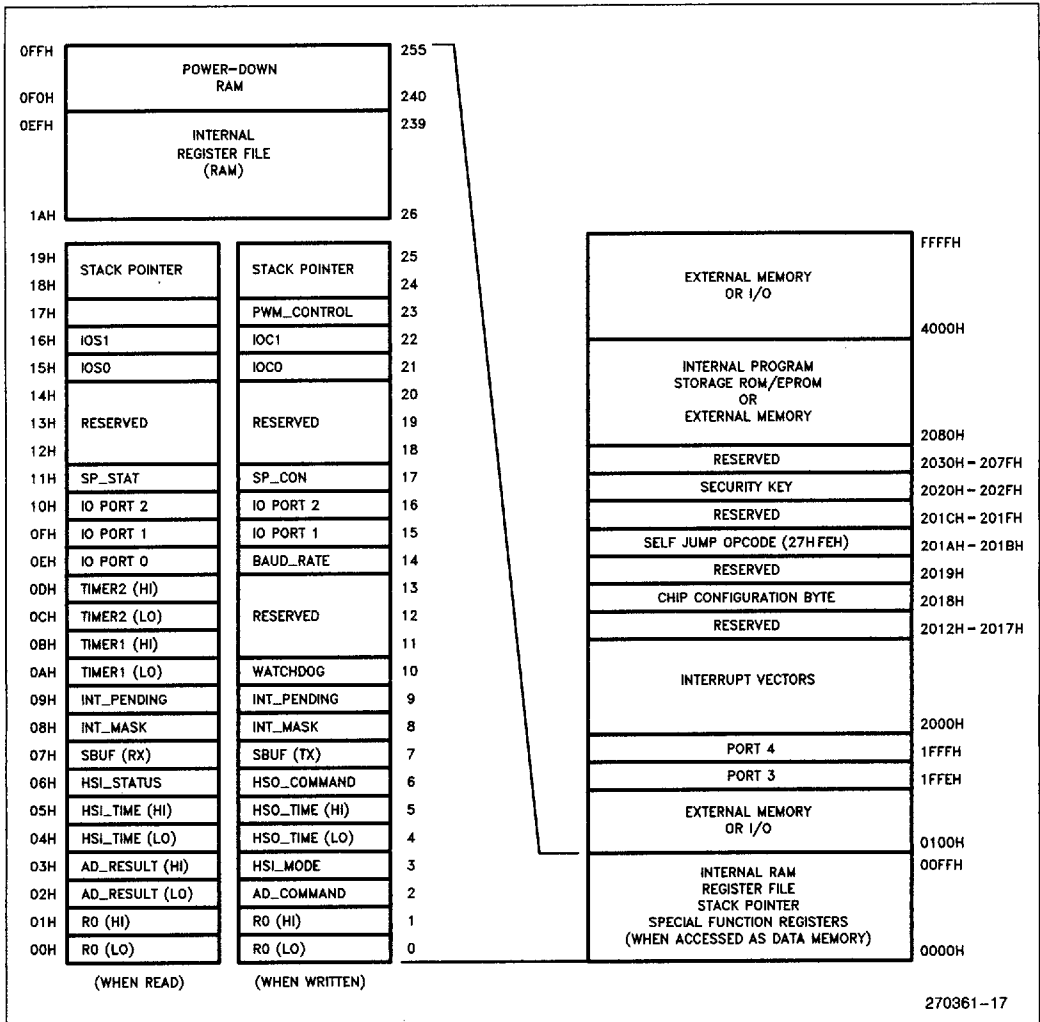 0FFH
POWER-DOWN
RAM
255
0F0H
240
0EFH
INTERNAL
REGISTER FILE
(RAM)
239
1AH
26
19H STACK POINTER STACK POINTER 25
18H 24
17H PWM_CONTROL 23
16H IOS1 IOC1 22
15H IOS0 IOC0 21
14H 20
13H RESERVED RESERVED 19
12H 18
11H SP_STAT SP_CON 17
10H IO PORT 2 IO PORT 2 16
0FH IO PORT 1 IO PORT 1 15
0EH IO PORT 0 BAUD_RATE 14
0DH TIMER2 (HI) 13
0CH TIMER2 (LO) RESERVED 12
0BH TIMER1 (HI) 11
0AH TIMER1 (LO) WATCHDOG 10
09H INT_PENDING INT_PENDING 9
08H INT_MASK INT_MASK 8
07H SBUF (RX) SBUF (TX) 7
06H HSI_STATUS HSO_COMMAND 6
05H HSI_TIME (HI) HSO_TIME (HI) 5
04H HSI_TIME (LO) HSO_TIME (LO) 4
03H AD_RESULT (HI) HSI_MODE 3
02H AD_RESULT (LO) AD_COMMAND 2
01H R0 (HI) R0 (HI) 1
00H R0 (LO) R0 (LO) 0
(WHEN READ) (WHEN WRITTEN)
FFFFH
EXTERNAL MEMORY
OR I/O
4000H
INTERNAL PROGRAM
STORAGE ROM/EPROM
OR
EXTERNAL MEMORY
2080H
RESERVED 2030H - 207FH
SECURITY KEY 2020H - 202FH
RESERVED 201CH - 201FH
SELF JUMP OPCODE (27H FEH) 201AH - 201BH
RESERVED 2019H
CHIP CONFIGURATION BYTE 2018H
RESERVED 2012H - 2017H
INTERRUPT VECTORS
2000H
PORT 4 1FFFH
PORT 3 1FFEH
EXTERNAL MEMORY
OR I/O
0100H
00FFH
INTERNAL RAM
REGISTER FILE
STACK POINTER
SPECIAL FUNCTION REGISTERS
(WHEN ACCESSED AS DATA MEMORY)
0000H
270361-17